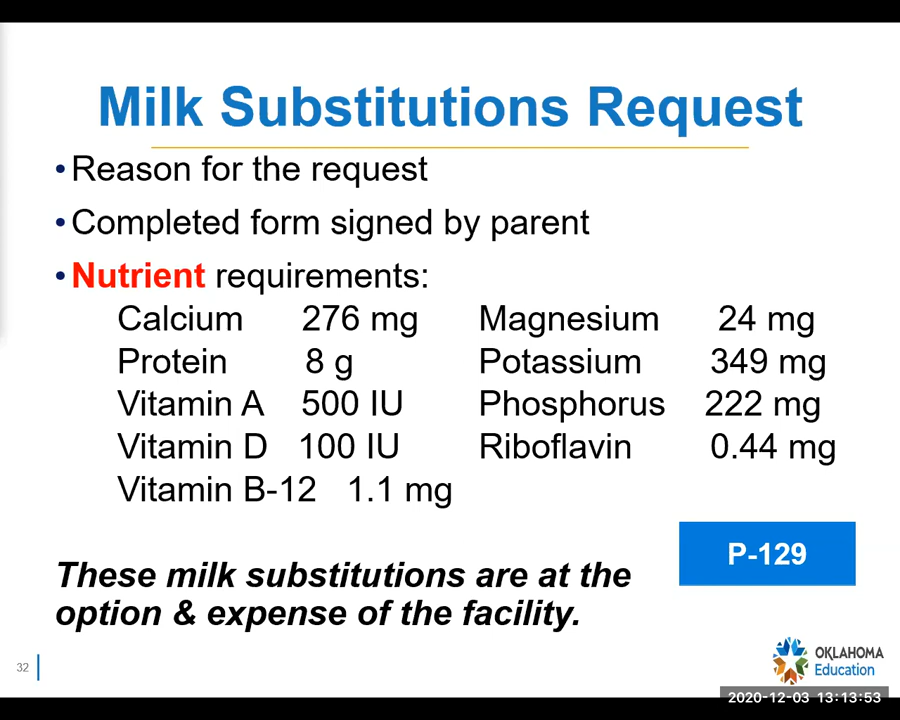 Milk Substitutions Request
•Reason for the request
•Completed form signed by parent
•Nutrient requirements:
Calcium 276 mg Magnesium 24 mg
Protein 8 g Potassium 349 mg
Vitamin A 500 IU Phosphorus 222 mg
Vitamin D 100 IU Riboflavin 0.44 mg
Vitamin B-12 1.1 mg
P-129
These milk substitutions are at the
option & expense of the facility.
32
OKLAHOMA
Education
2020-12-03 13:13:53